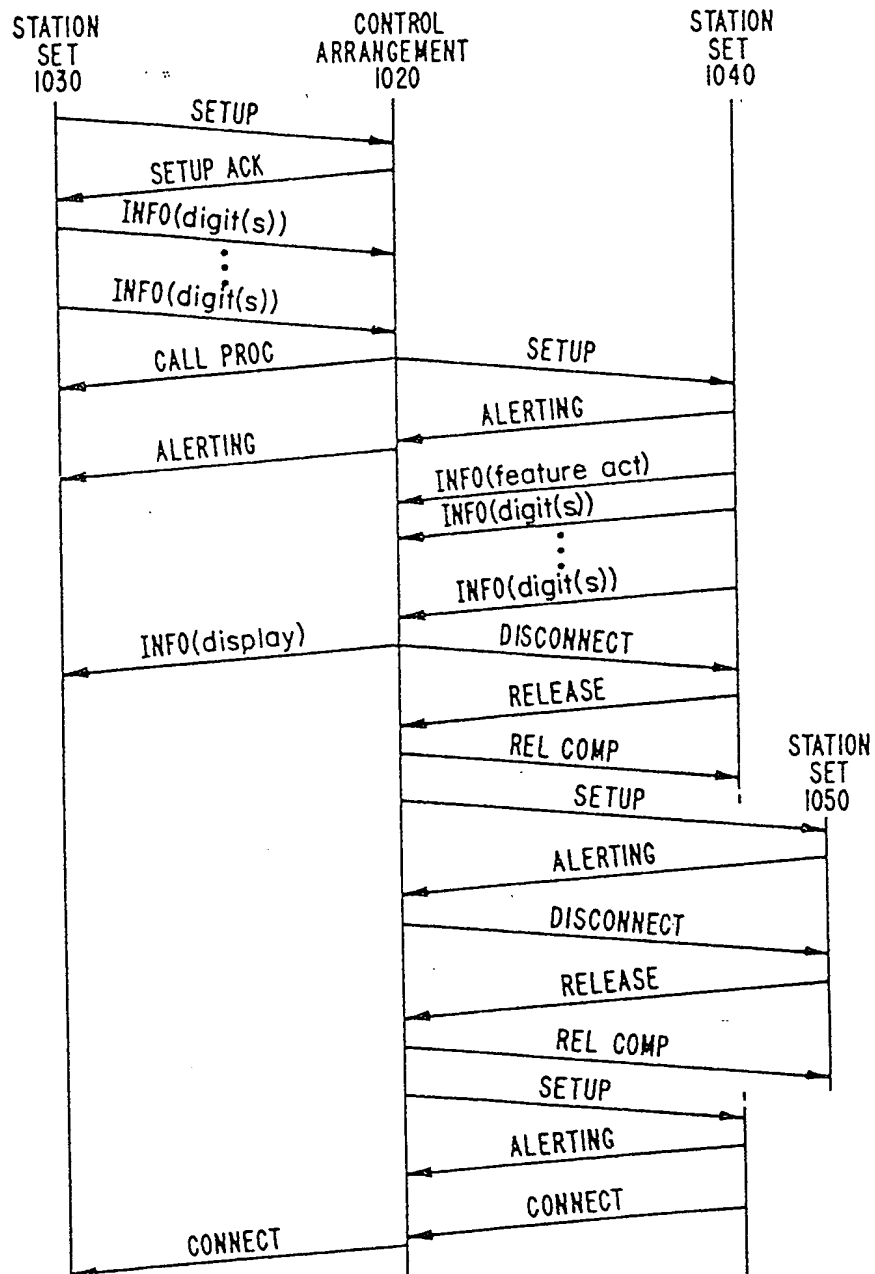 STATION
SET
1030
CONTROL
ARRANGEMENT
1020
STATION
SET
1040
SETUP
SETUP ACK
INFO(digit(s))
INFO(digit(s))
CALL PROC
SETUP
ALERTING
ALERTING
INFO(feature act)
INFO(digit(s))
INFO(digit(s))
INFO(display)
DISCONNECT
RELEASE
REL COMP
STATION
SET
1050
SETUP
ALERTING
DISCONNECT
RELEASE
REL COMP
SETUP
ALERTING
CONNECT
CONNECT